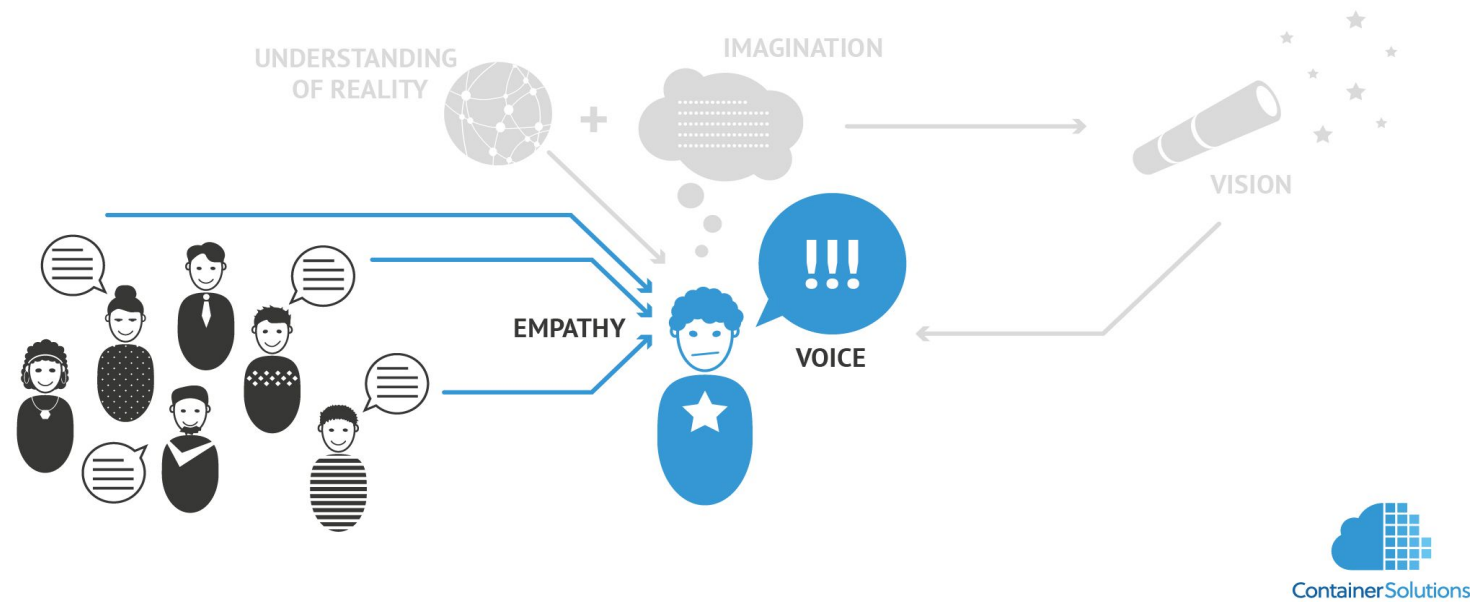 UNDERSTANDING
OF REALITY
+
IMAGINATION
VISION
!!!
EMPATHY
VOICE
ContainerSolutions